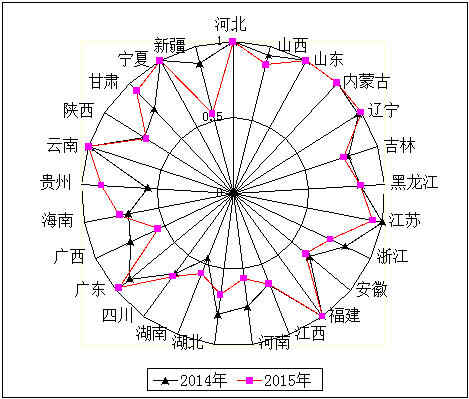 河北
山西
山东
内蒙古
辽宁
吉林
黑龙江
江苏
浙江
安徽
福建
江西
河南
湖北
湖南
四川
广东
广西
海南
贵州
云南
陕西
甘肃
宁夏
新疆
1
0.5
0
2014年 2015年